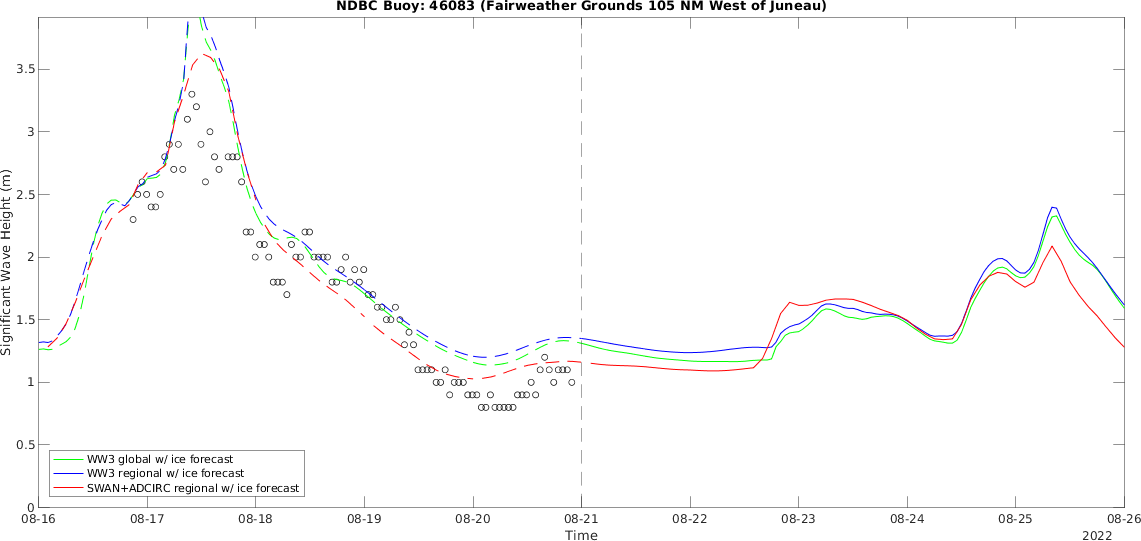 NDBC Buoy: 46083 (Fairweather Grounds 105 NM West of Juneau)
Significant Wave Height (m)
3.5
3
2.5
2
1.5
1
0.5
0
WW3 global w/ ice forecast
WW3 regional w/ ice forecast
SWAN+ADCIRC regional w/ ice forecast
08-16 08-17 08-18 08-19 08-20 08-21 08-22 08-23 08-24 08-25 08-26
Time
2022